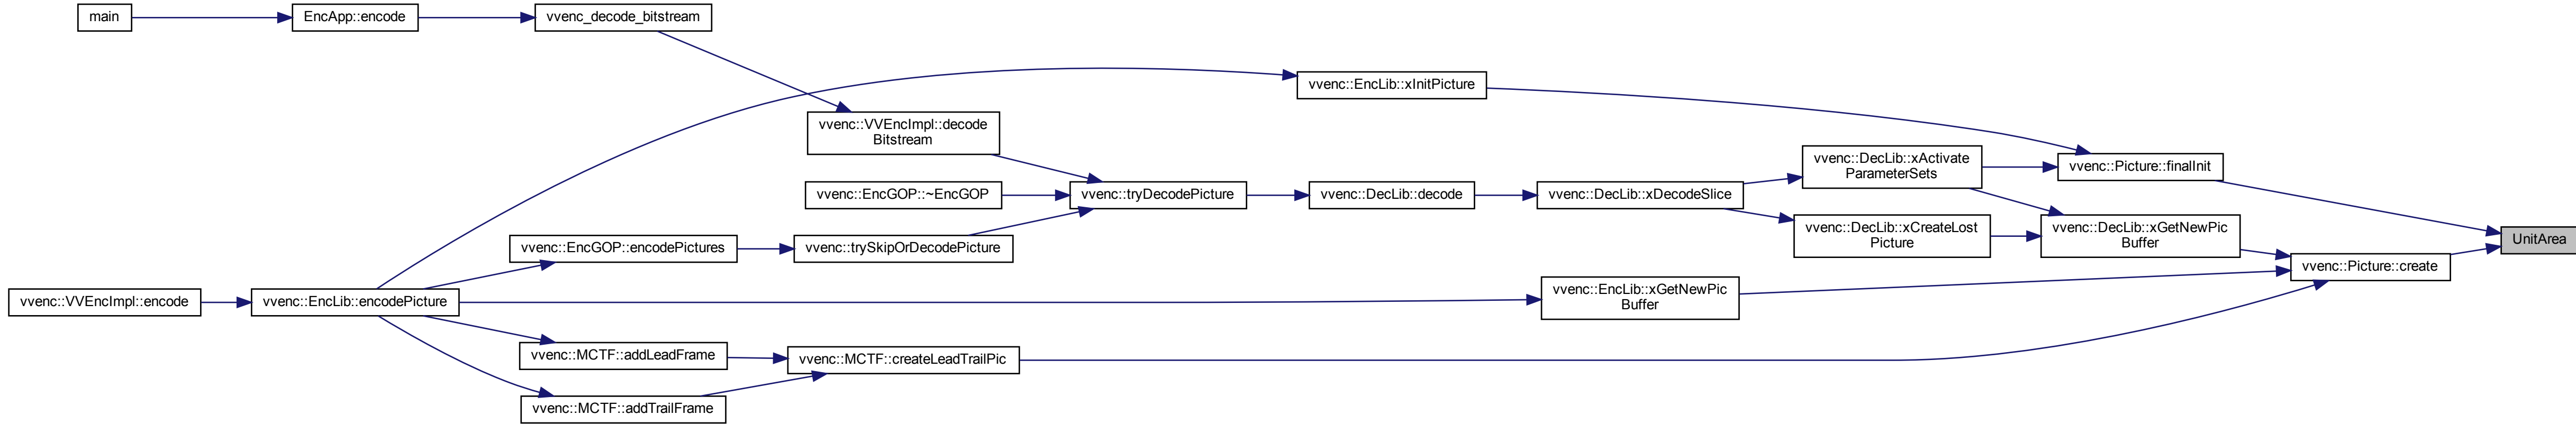 main
EncApp::encode
vvenc_decode_bitstream
vvenc::EncLib::xInitPicture
vvenc::VVEncImpl::decode
Bitstream
vvenc::DecLib::xActivate
ParameterSets
vvenc::Picture::finalInit
vvenc::EncGOP::~EncGOP
vvenc::tryDecodePicture
vvenc::DecLib::decode
vvenc::DecLib::xDecodeSlice
vvenc::EncGOP::encodePictures
vvenc::trySkipOrDecodePicture
vvenc::DecLib::xCreateLost
Picture
vvenc::DecLib::xGetNewPic
Buffer
UnitArea
vvenc::Picture::create
vvenc::VVEncImpl::encode
vvenc::EncLib::encodePicture
vvenc::EncLib::xGetNewPic
Buffer
vvenc::MCTF::addLeadFrame
vvenc::MCTF::createLeadTrailPic
vvenc::MCTF::addTrailFrame